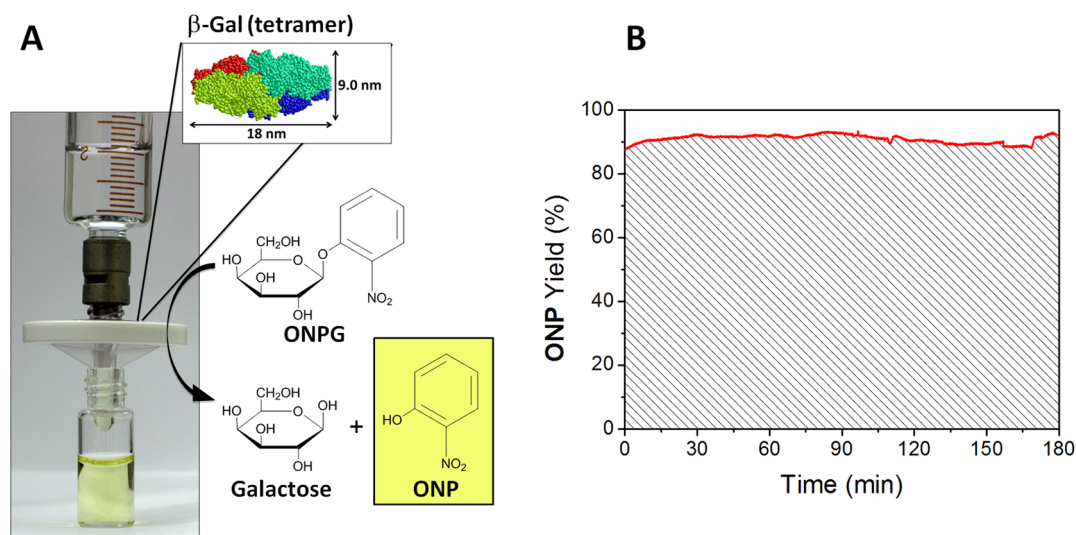 A
β-Gal (tetramer)
9.0 nm
18 nm
CH₂OH
HO
O
O
OH
OH
NO₂
ONPG
CH₂OH
HO
O
OH
OH
OH
Galactose
+
HO
NO₂
ONP
B
100
80
60
40
20
0
ONP Yield (%)
0 30 60 90 120 150 180
Time (min)